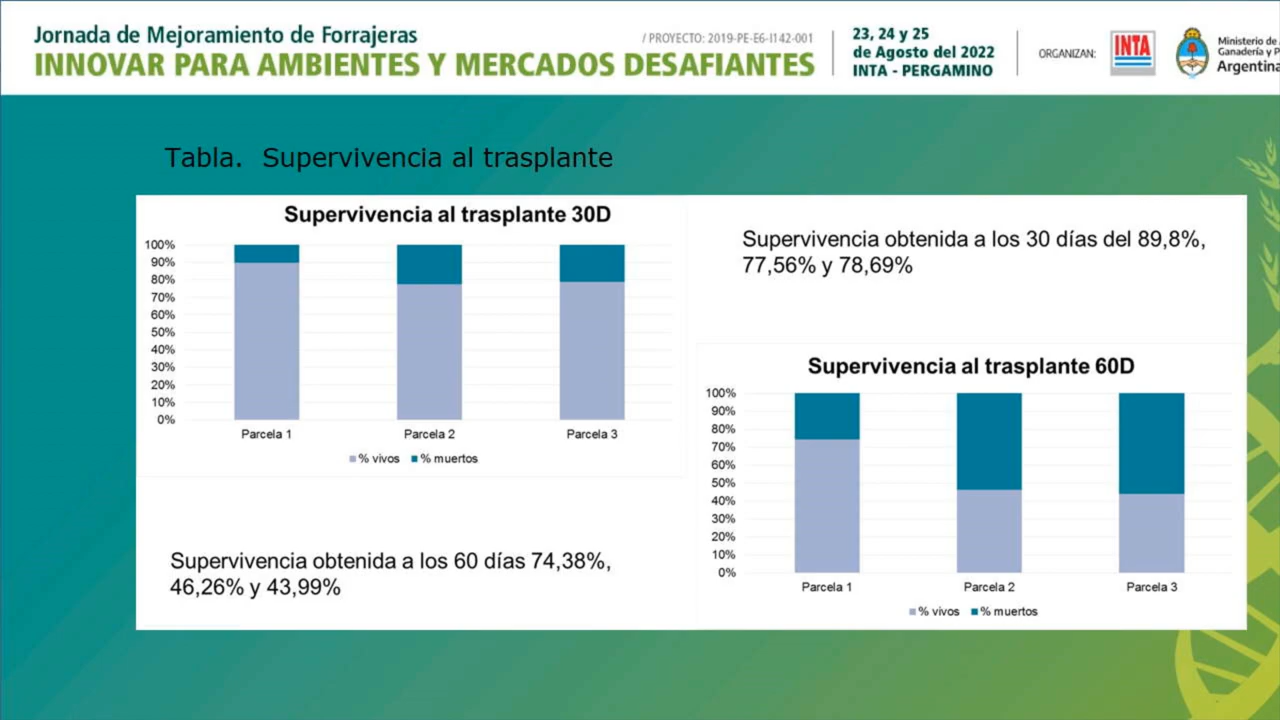 Jornada de Mejoramiento de Forrajeras
/ PROYECTO: 2019-PE-E6-I142-001
INNOVAR PARA AMBIENTES Y MERCADOS DESAFIANTES
23, 24 y 25
de Agosto del 2022
INTA - PERGAMINO
ORGANIZAN:
INTA
Ministerio de
Ganadería y P
Argentina
Tabla. Supervivencia al trasplante
Supervivencia al trasplante 30D
100%
90%
80%
70%
60%
50%
40%
30%
20%
10%
0%
Parcela 1
Parcela 2
Parcela 3
% vivos
% muertos
Supervivencia obtenida a los 30 días del 89,8%,
77,56% y 78,69%
Supervivencia obtenida a los 60 días 74,38%,
46,26% y 43,99%
Supervivencia al trasplante 60D
100%
90%
80%
70%
60%
50%
40%
30%
20%
10%
0%
Parcela 1
Parcela 2
Parcela 3
% vivos
% muertos